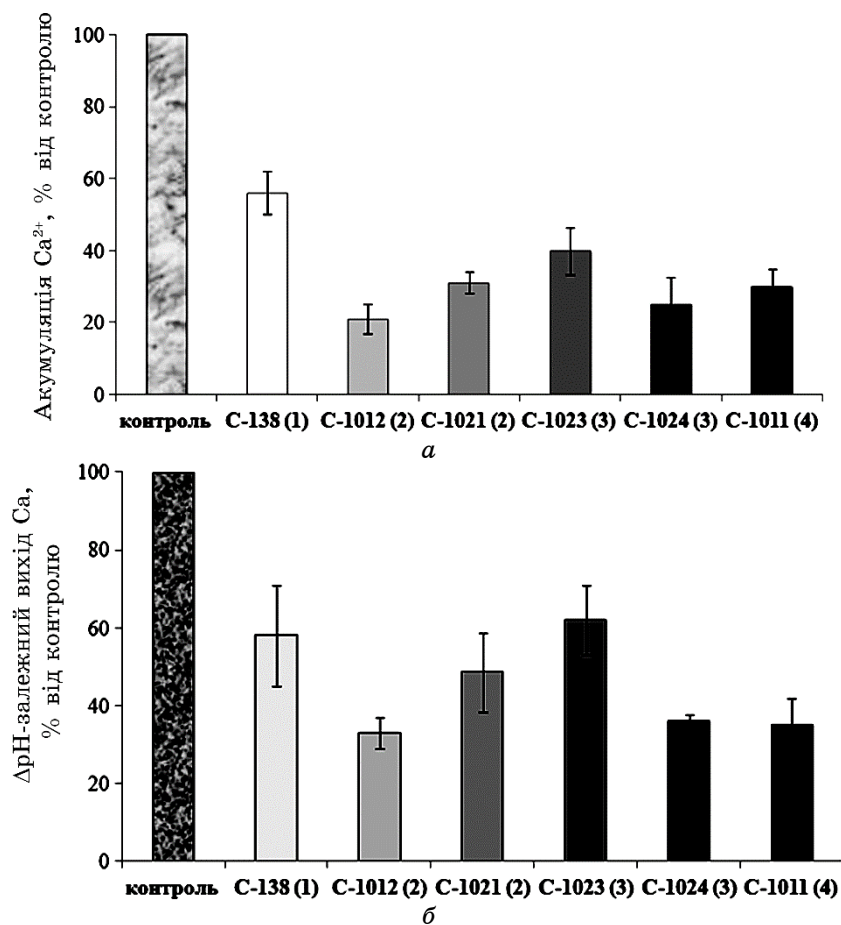 Акумуляція Ca²⁺, % від контролю
100
80
60
40
20
0
контроль C-138 (1) C-1012 (2) C-1021 (2) C-1023 (3) C-1024 (3) C-1011 (4)
а
ΔpH-залежний вихід Ca,
% від контролю
100
80
60
40
20
0
контроль C-138 (1) C-1012 (2) C-1021 (2) C-1023 (3) C-1024 (3) C-1011 (4)
б